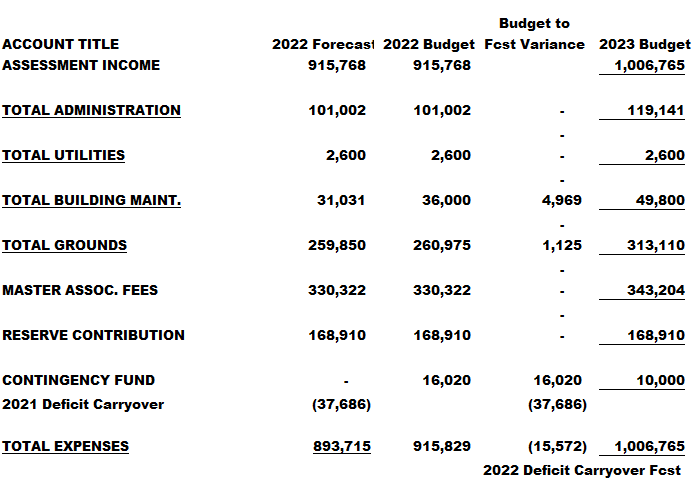 Budget to
ACCOUNT TITLE 2022 Forecast 2022 Budget Fcst Variance 2023 Budget
ASSESSMENT INCOME 915,768 915,768 1,006,765
TOTAL ADMINISTRATION 101,002 101,002 - 119,141
-
TOTAL UTILITIES 2,600 2,600 - 2,600
-
TOTAL BUILDING MAINT. 31,031 36,000 4,969 49,800
-
TOTAL GROUNDS 259,850 260,975 1,125 313,110
-
MASTER ASSOC. FEES 330,322 330,322 - 343,204
-
RESERVE CONTRIBUTION 168,910 168,910 - 168,910
CONTINGENCY FUND - 16,020 16,020 10,000
2021 Deficit Carryover (37,686) (37,686)
TOTAL EXPENSES 893,715 915,829 (15,572) 1,006,765
2022 Deficit Carryover Fcst